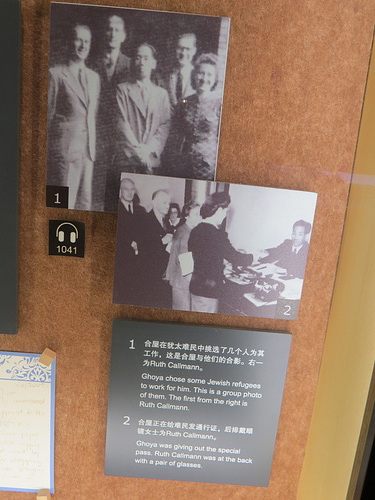 1
1041
2
1 合屋在犹太难民中挑选了几个人为其
工作，这是合屋与他们的合影。右一
为Ruth Callmann。
Ghoya chose some Jewish refugees
to work for him. This is a group photo
of them. The first from the right is
Ruth Callmann.
2 合屋正在给难民发通行证，后排戴眼
镜女士为Ruth Callmann。
Ghoya was giving out the special
pass. Ruth Callmann was at the back
with a pair of glasses.